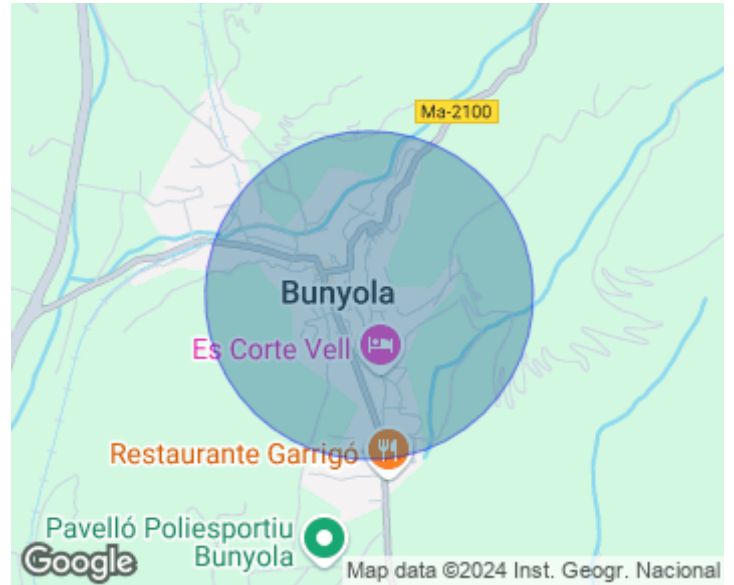 Ma-2100
Bunyola
Es Corte Vell
Restaurante Garrigó
Pavelló Poliesportiu
Bunyola
Google
Map data ©2024 Inst. Geogr. Nacional